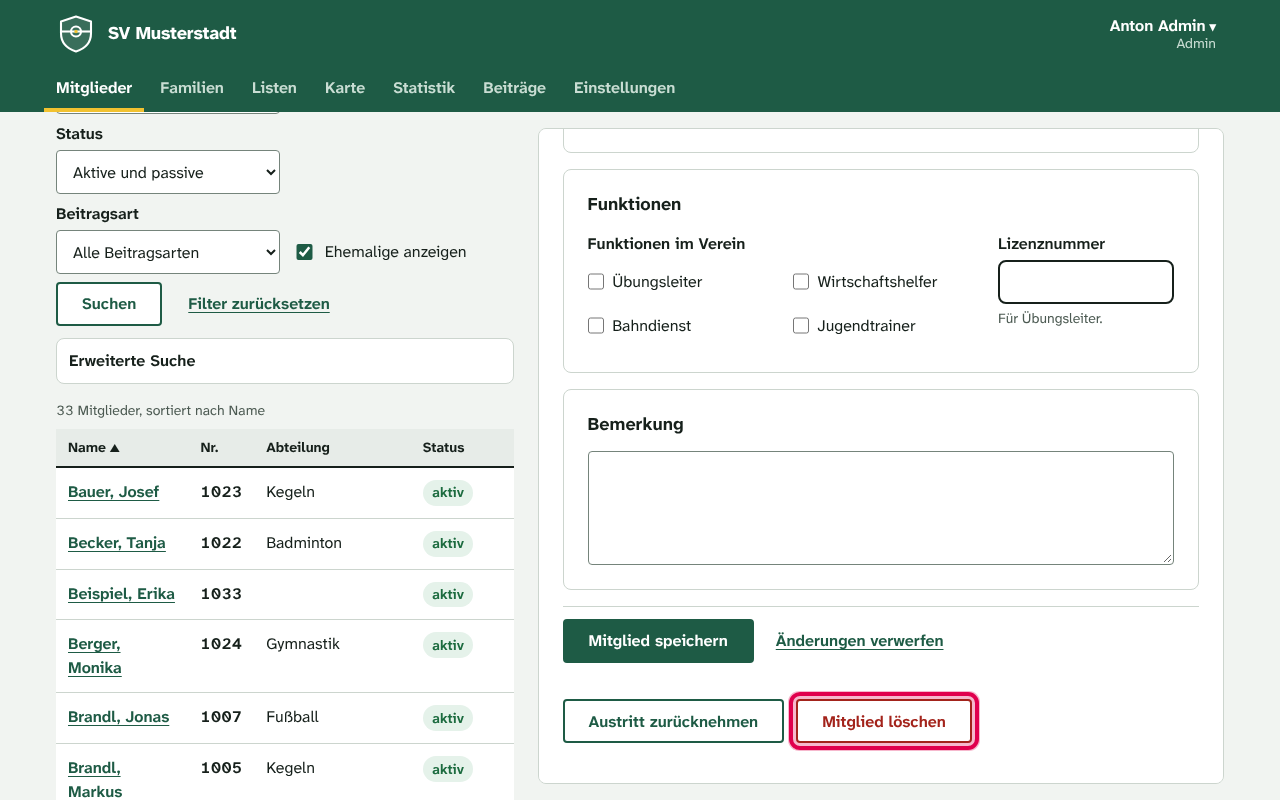 SV Musterstadt
Anton Admin ▾
Admin
Mitglieder Familien Listen Karte Statistik Beiträge Einstellungen
Status
Aktive und passive
Beitragsart
Alle Beitragsarten
Ehemalige anzeigen
Suchen
Filter zurücksetzen
Erweiterte Suche
33 Mitglieder, sortiert nach Name
Name ▲ Nr. Abteilung Status
Bauer, Josef 1023 Kegeln aktiv
Becker, Tanja 1022 Badminton aktiv
Beispiel, Erika 1033 aktiv
Berger, 1024 Gymnastik aktiv
Monika
Brandl, Jonas 1007 Fußball aktiv
Brandl, 1005 Kegeln aktiv
Markus
Funktionen
Funktionen im Verein
Übungsleiter
Wirtschaftshelfer
Bahndienst
Jugendtrainer
Lizenznummer
Für Übungsleiter.
Bemerkung
Mitglied speichern
Änderungen verwerfen
Austritt zurücknehmen
Mitglied löschen